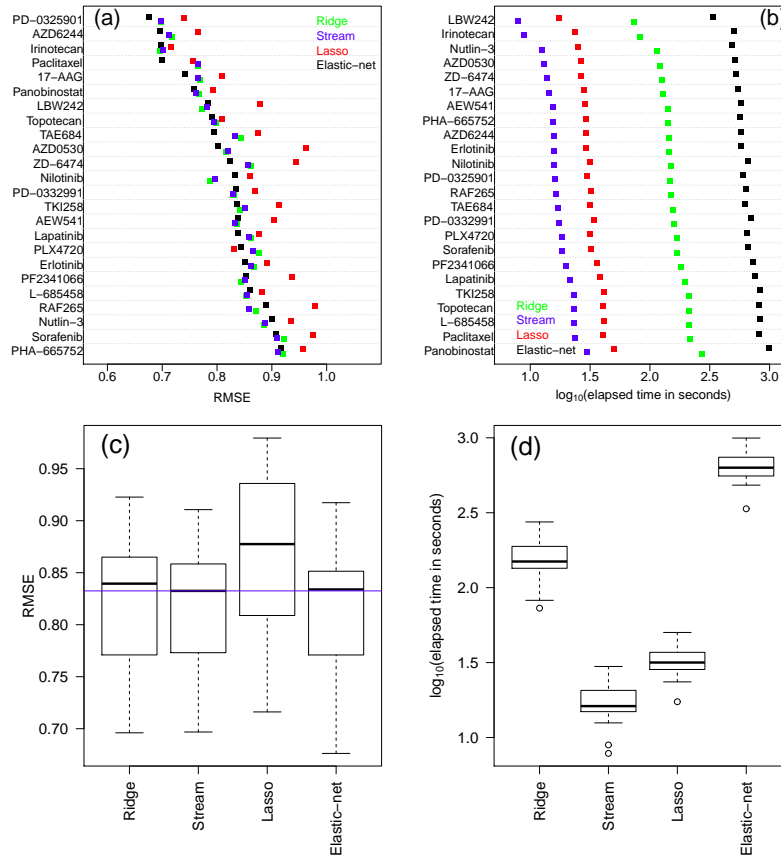 (a)
PD-0325901
AZD6244
Irinotecan
Paclitaxel
17-AAG
Panobinostat
LBW242
Topotecan
TAE684
AZD0530
ZD-6474
Nilotinib
PD-0332991
TKI258
AEW541
Lapatinib
PLX4720
Erlotinib
PF2341066
L-685458
RAF265
Nutlin-3
Sorafenib
PHA-665752
Ridge
Stream
Lasso
Elastic-net
0.6 0.7 0.8 0.9 1.0
RMSE
(b)
LBW242
Irinotecan
Nutlin-3
AZD0530
ZD-6474
17-AAG
AEW541
PHA-665752
AZD6244
Erlotinib
Nilotinib
PD-0325901
RAF265
TAE684
PD-0332991
PLX4720
Sorafenib
PF2341066
Lapatinib
TKI258
Topotecan
L-685458
Paclitaxel
Panobinostat
Ridge
Stream
Lasso
Elastic-net
1.0 1.5 2.0 2.5 3.0
log10(elapsed time in seconds)
(c)
RMSE
0.95
0.90
0.85
0.80
0.75
0.70
Ridge
Stream
Lasso
Elastic-net
(d)
log10(elapsed time in seconds)
3.0
2.5
2.0
1.5
1.0
Ridge
Stream
Lasso
Elastic-net